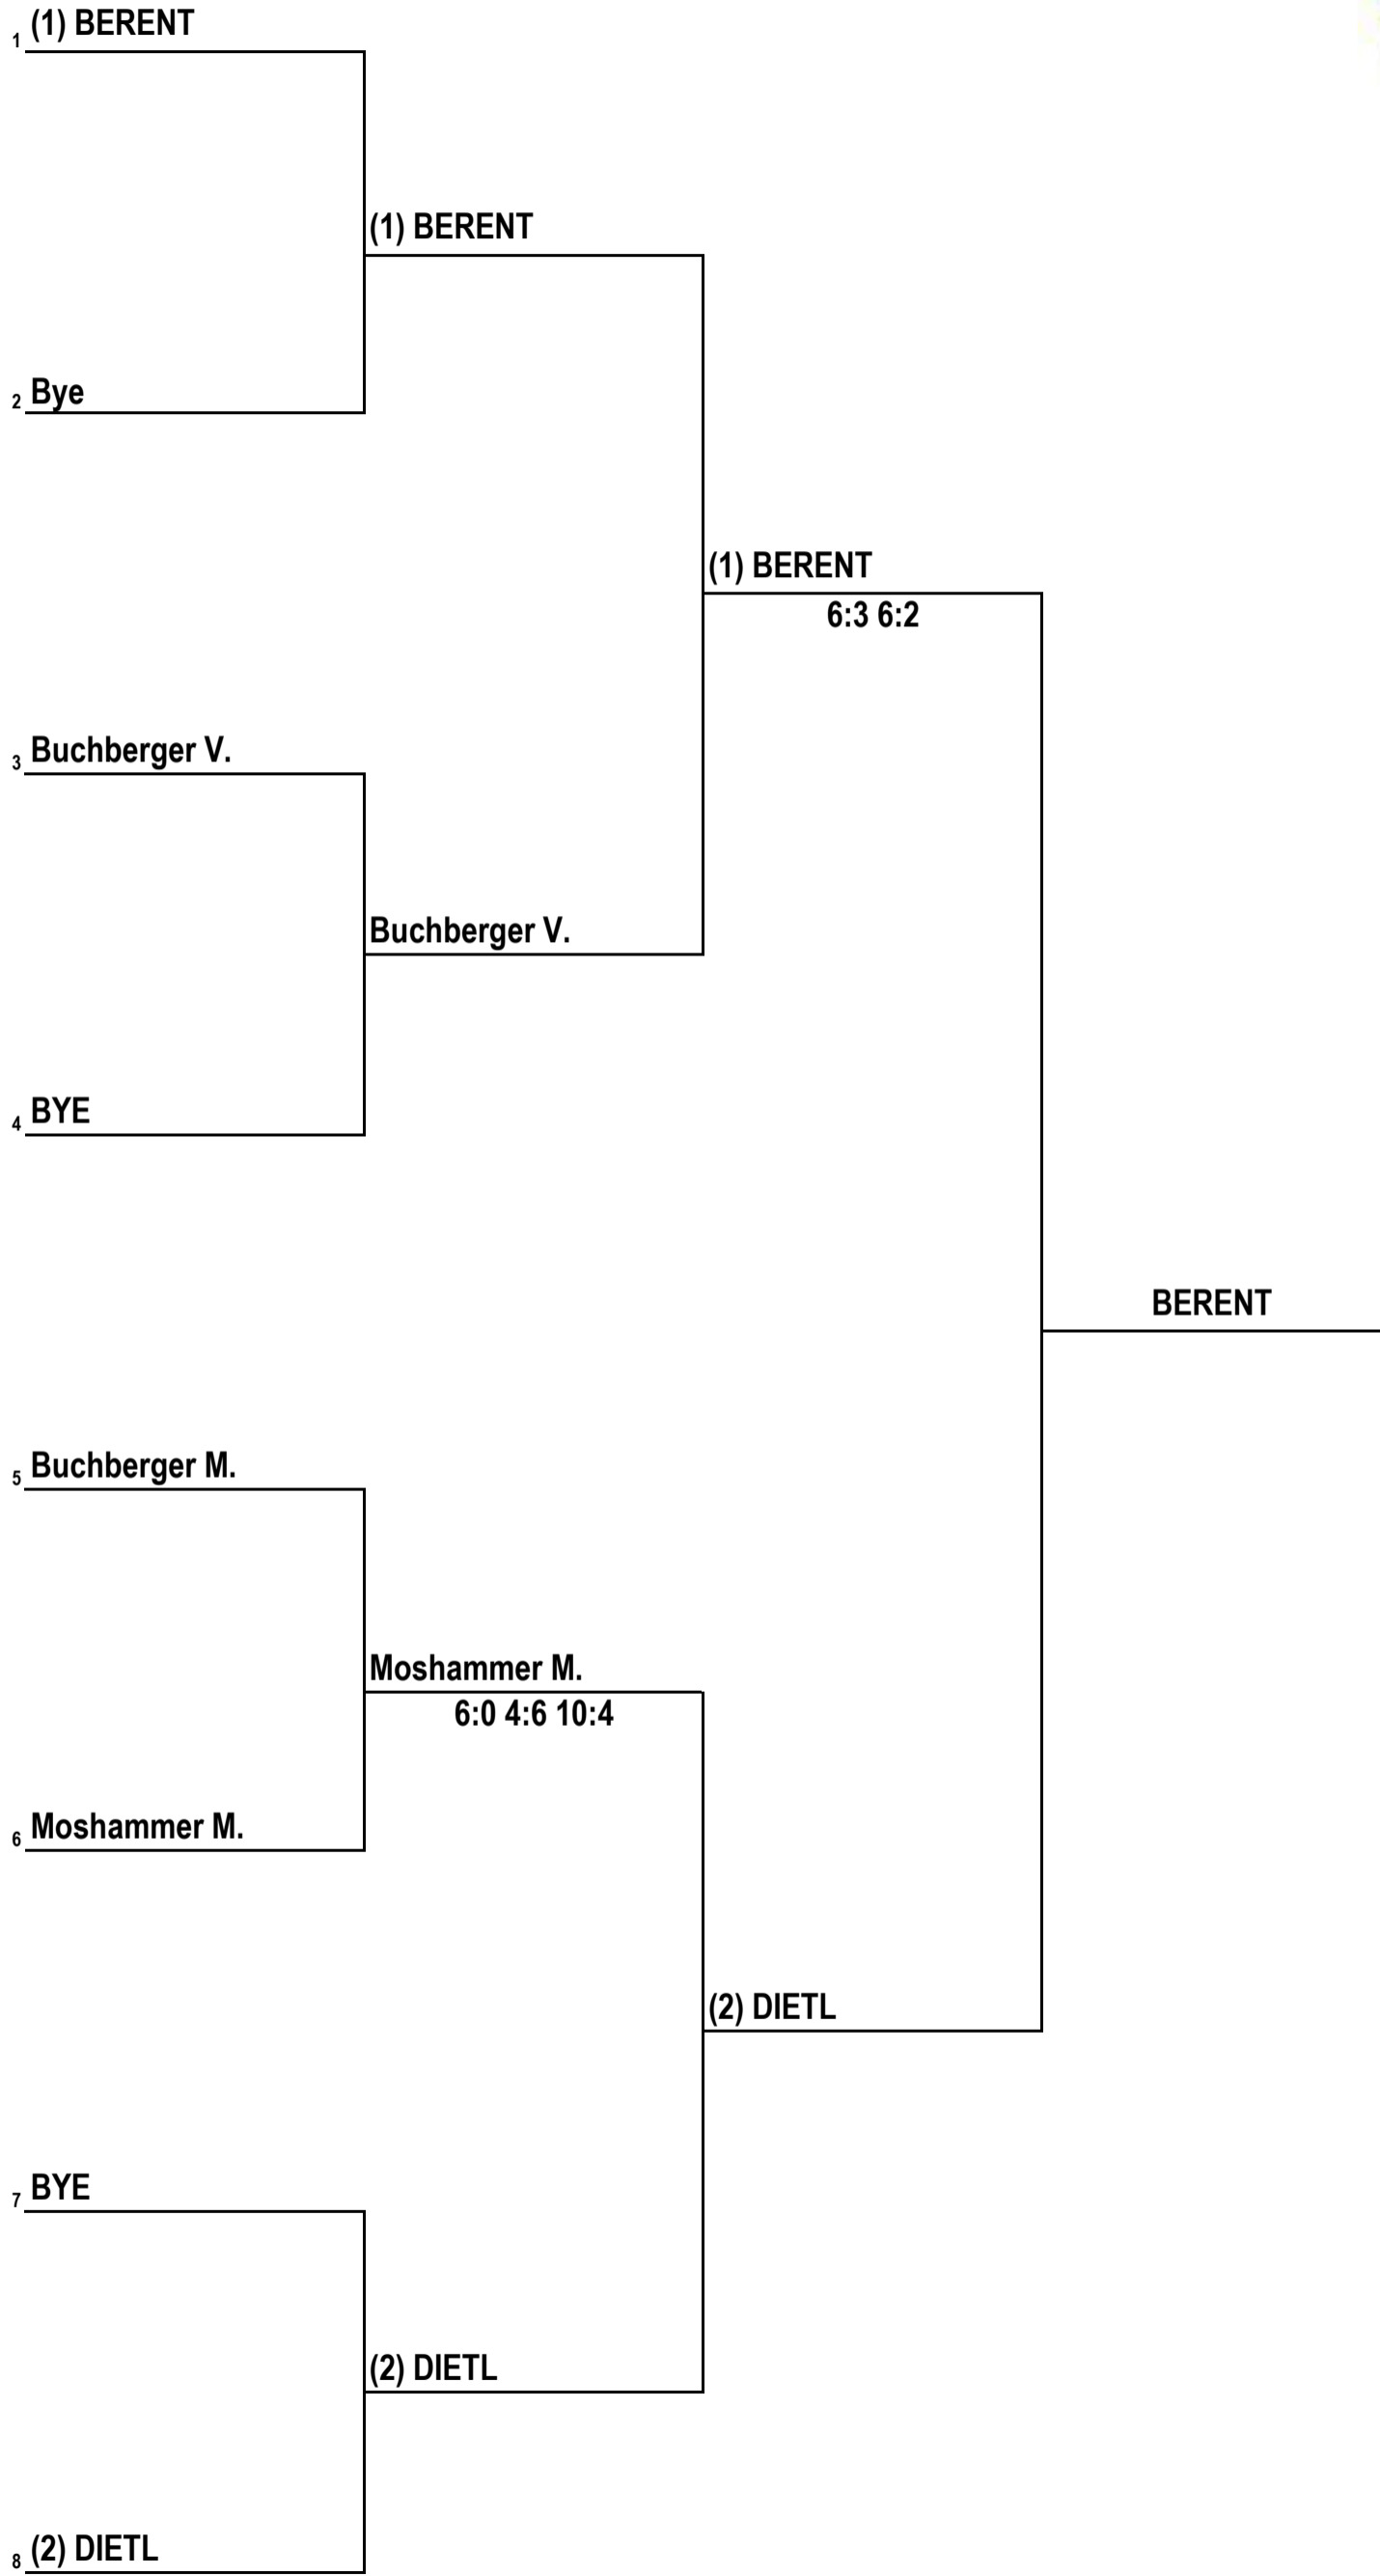 1 (1) BERENT
(1) BERENT
2 Bye
(1) BERENT
6:3 6:2
3 Buchberger V.
Buchberger V.
4 BYE
BERENT
5 Buchberger M.
Moshammer M.
6:0 4:6 10:4
6 Moshammer M.
(2) DIETL
7 BYE
(2) DIETL
8 (2) DIETL